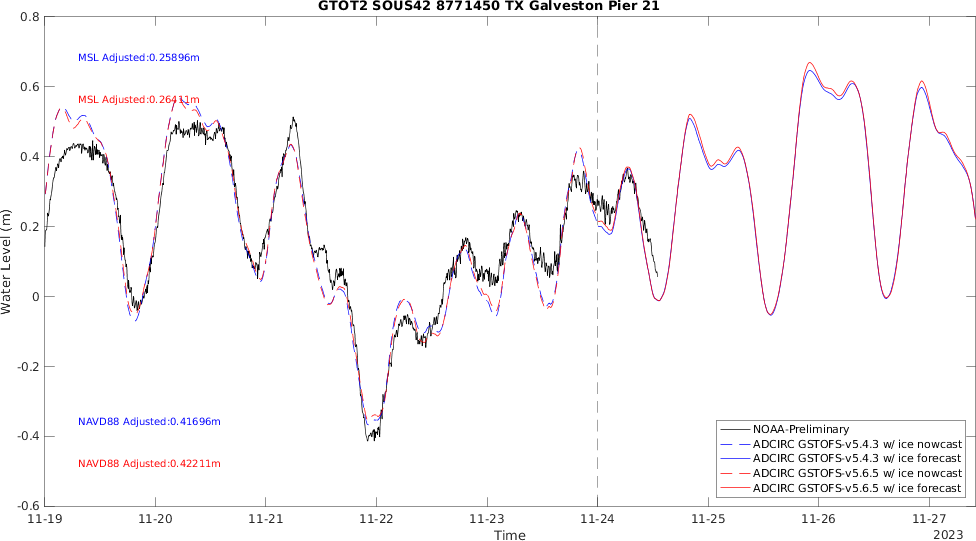 GTOT2 SOUS42 8771450 TX Galveston Pier 21
0.8
0.6
0.4
0.2
0
-0.2
-0.4
-0.6
Water Level (m)
MSL Adjusted:0.25896m
MSL Adjusted:0.26411m
NAVD88 Adjusted:0.41696m
NAVD88 Adjusted:0.42211m
NOAA-Preliminary
ADCIRC GSTOFS-v5.4.3 w/ ice nowcast
ADCIRC GSTOFS-v5.4.3 w/ ice forecast
ADCIRC GSTOFS-v5.6.5 w/ ice nowcast
ADCIRC GSTOFS-v5.6.5 w/ ice forecast
11-19 11-20 11-21 11-22 11-23 11-24 11-25 11-26 11-27
Time
2023